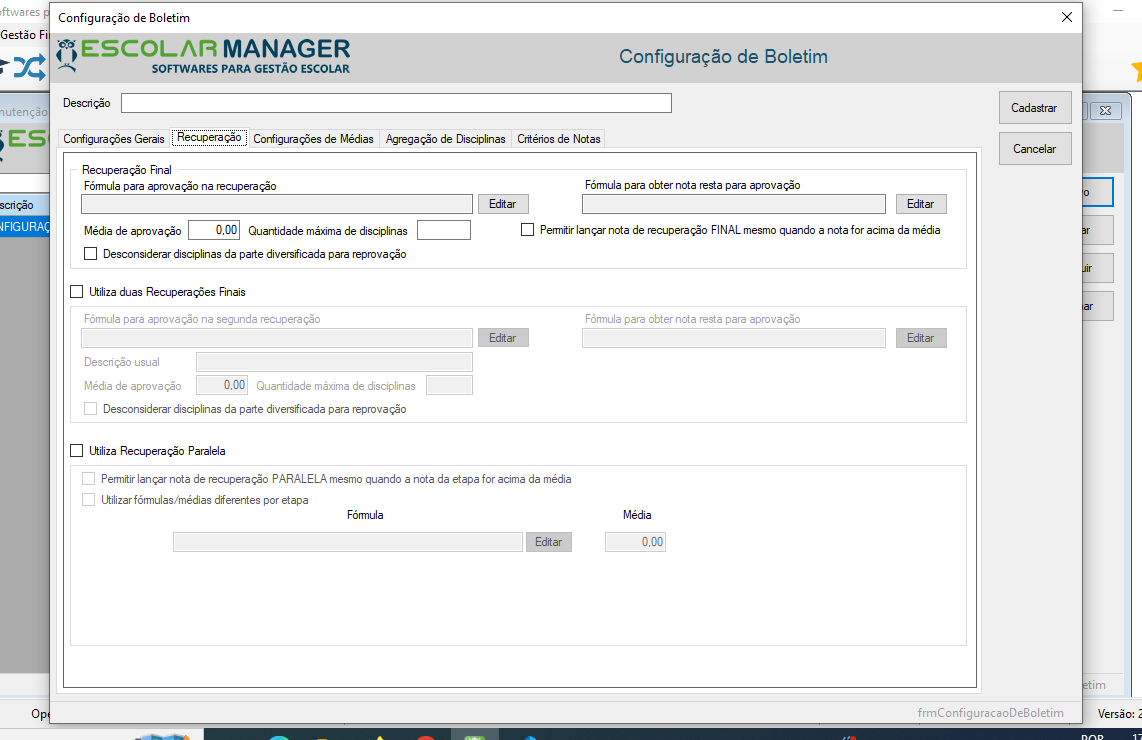 oftwares p
Configuração de Boletim
Gestão Fi
ESCOLAR MANAGER
SOFTWARES PARA GESTÃO ESCOLAR
Configuração de Boletim
Descrição
Cadastrar
nutenção
Configurações Gerais Recuperação Configurações de Médias Agregação de Disciplinas Critérios de Notas
ES
Cancelar
Recuperação Final
Fórmula para aprovação na recuperação Fórmula para obter nota resta para aprovação
scrição
Editar Editar
o
NFIGURAÇ
Média de aprovação 0,00 Quantidade máxima de disciplinas Permitir lançar nota de recuperação FINAL mesmo quando a nota for acima da média
ar
Desconsiderar disciplinas da parte diversificada para reprovação
uir
Utiliza duas Recuperações Finais
ar
Fórmula para aprovação na segunda recuperação Fórmula para obter nota resta para aprovação
Editar Editar
Descrição usual
Média de aprovação 0,00 Quantidade máxima de disciplinas
Desconsiderar disciplinas da parte diversificada para reprovação
Utiliza Recuperação Paralela
Permitir lançar nota de recuperação PARALELA mesmo quando a nota da etapa for acima da média
Utilizar fórmulas/médias diferentes por etapa
Fórmula Média
Editar 0,00
etim
Ope
frmConfiguracaoDeBoletim
Versão: 2
POR
17